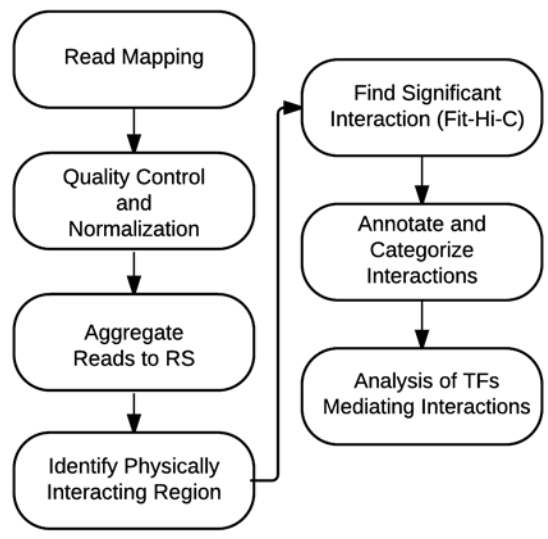 Read Mapping
Quality Control
and
Normalization
Aggregate
Reads to RS
Identify Physically
Interacting Region
Find Significant
Interaction (Fit-Hi-C)
Annotate and
Categorize
Interactions
Analysis of TFs
Mediating Interactions